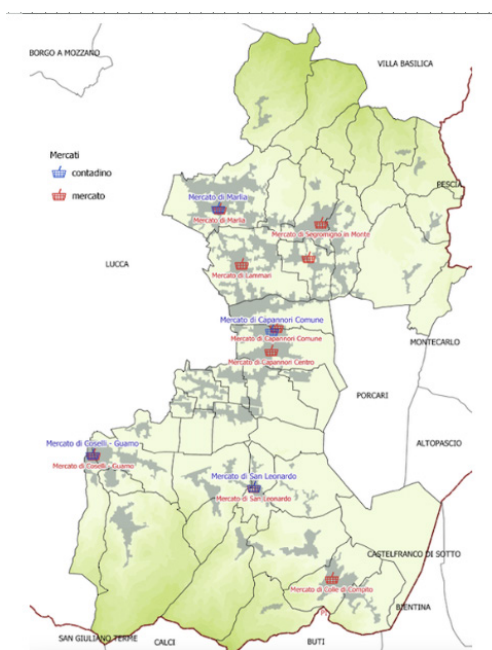 BORGO A MOZZANO
VILLA BASILICA
Mercati
contadino
mercato
PESCIA
Mercato di Marlia
Mercato di Marlia
Mercato di Segromigno in Monte
LUCCA
Mercato di Lammari
Mercato di Capannori Comune
Mercato di Capannori Comune
MONTECARLO
Mercato di Capannori Centro
PORCARI
ALTOPASCIO
Mercato di Coselli - Guamo
Mercato di Coselli - Guamo
Mercato di San Leonardo
Mercato di San Leonardo
CASTELFRANCO DI SOTTO
Mercato di Colle di Compito
BIENTINA
SAN GIULIANO TERME
CALCI
BUTI